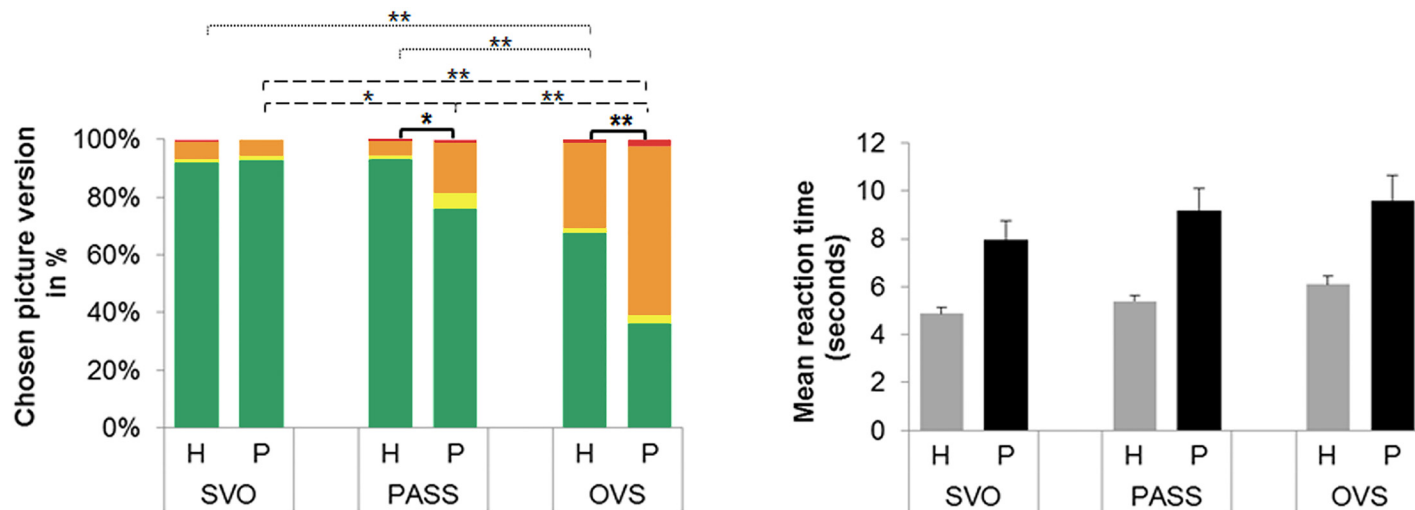 **
**
**
* **
* **
100%
80%
60%
40%
20%
0%
Chosen picture version
in %
H P H P H P
SVO PASS OVS
12
10
8
6
4
2
0
Mean reaction time
(seconds)
H P H P H P
SVO PASS OVS